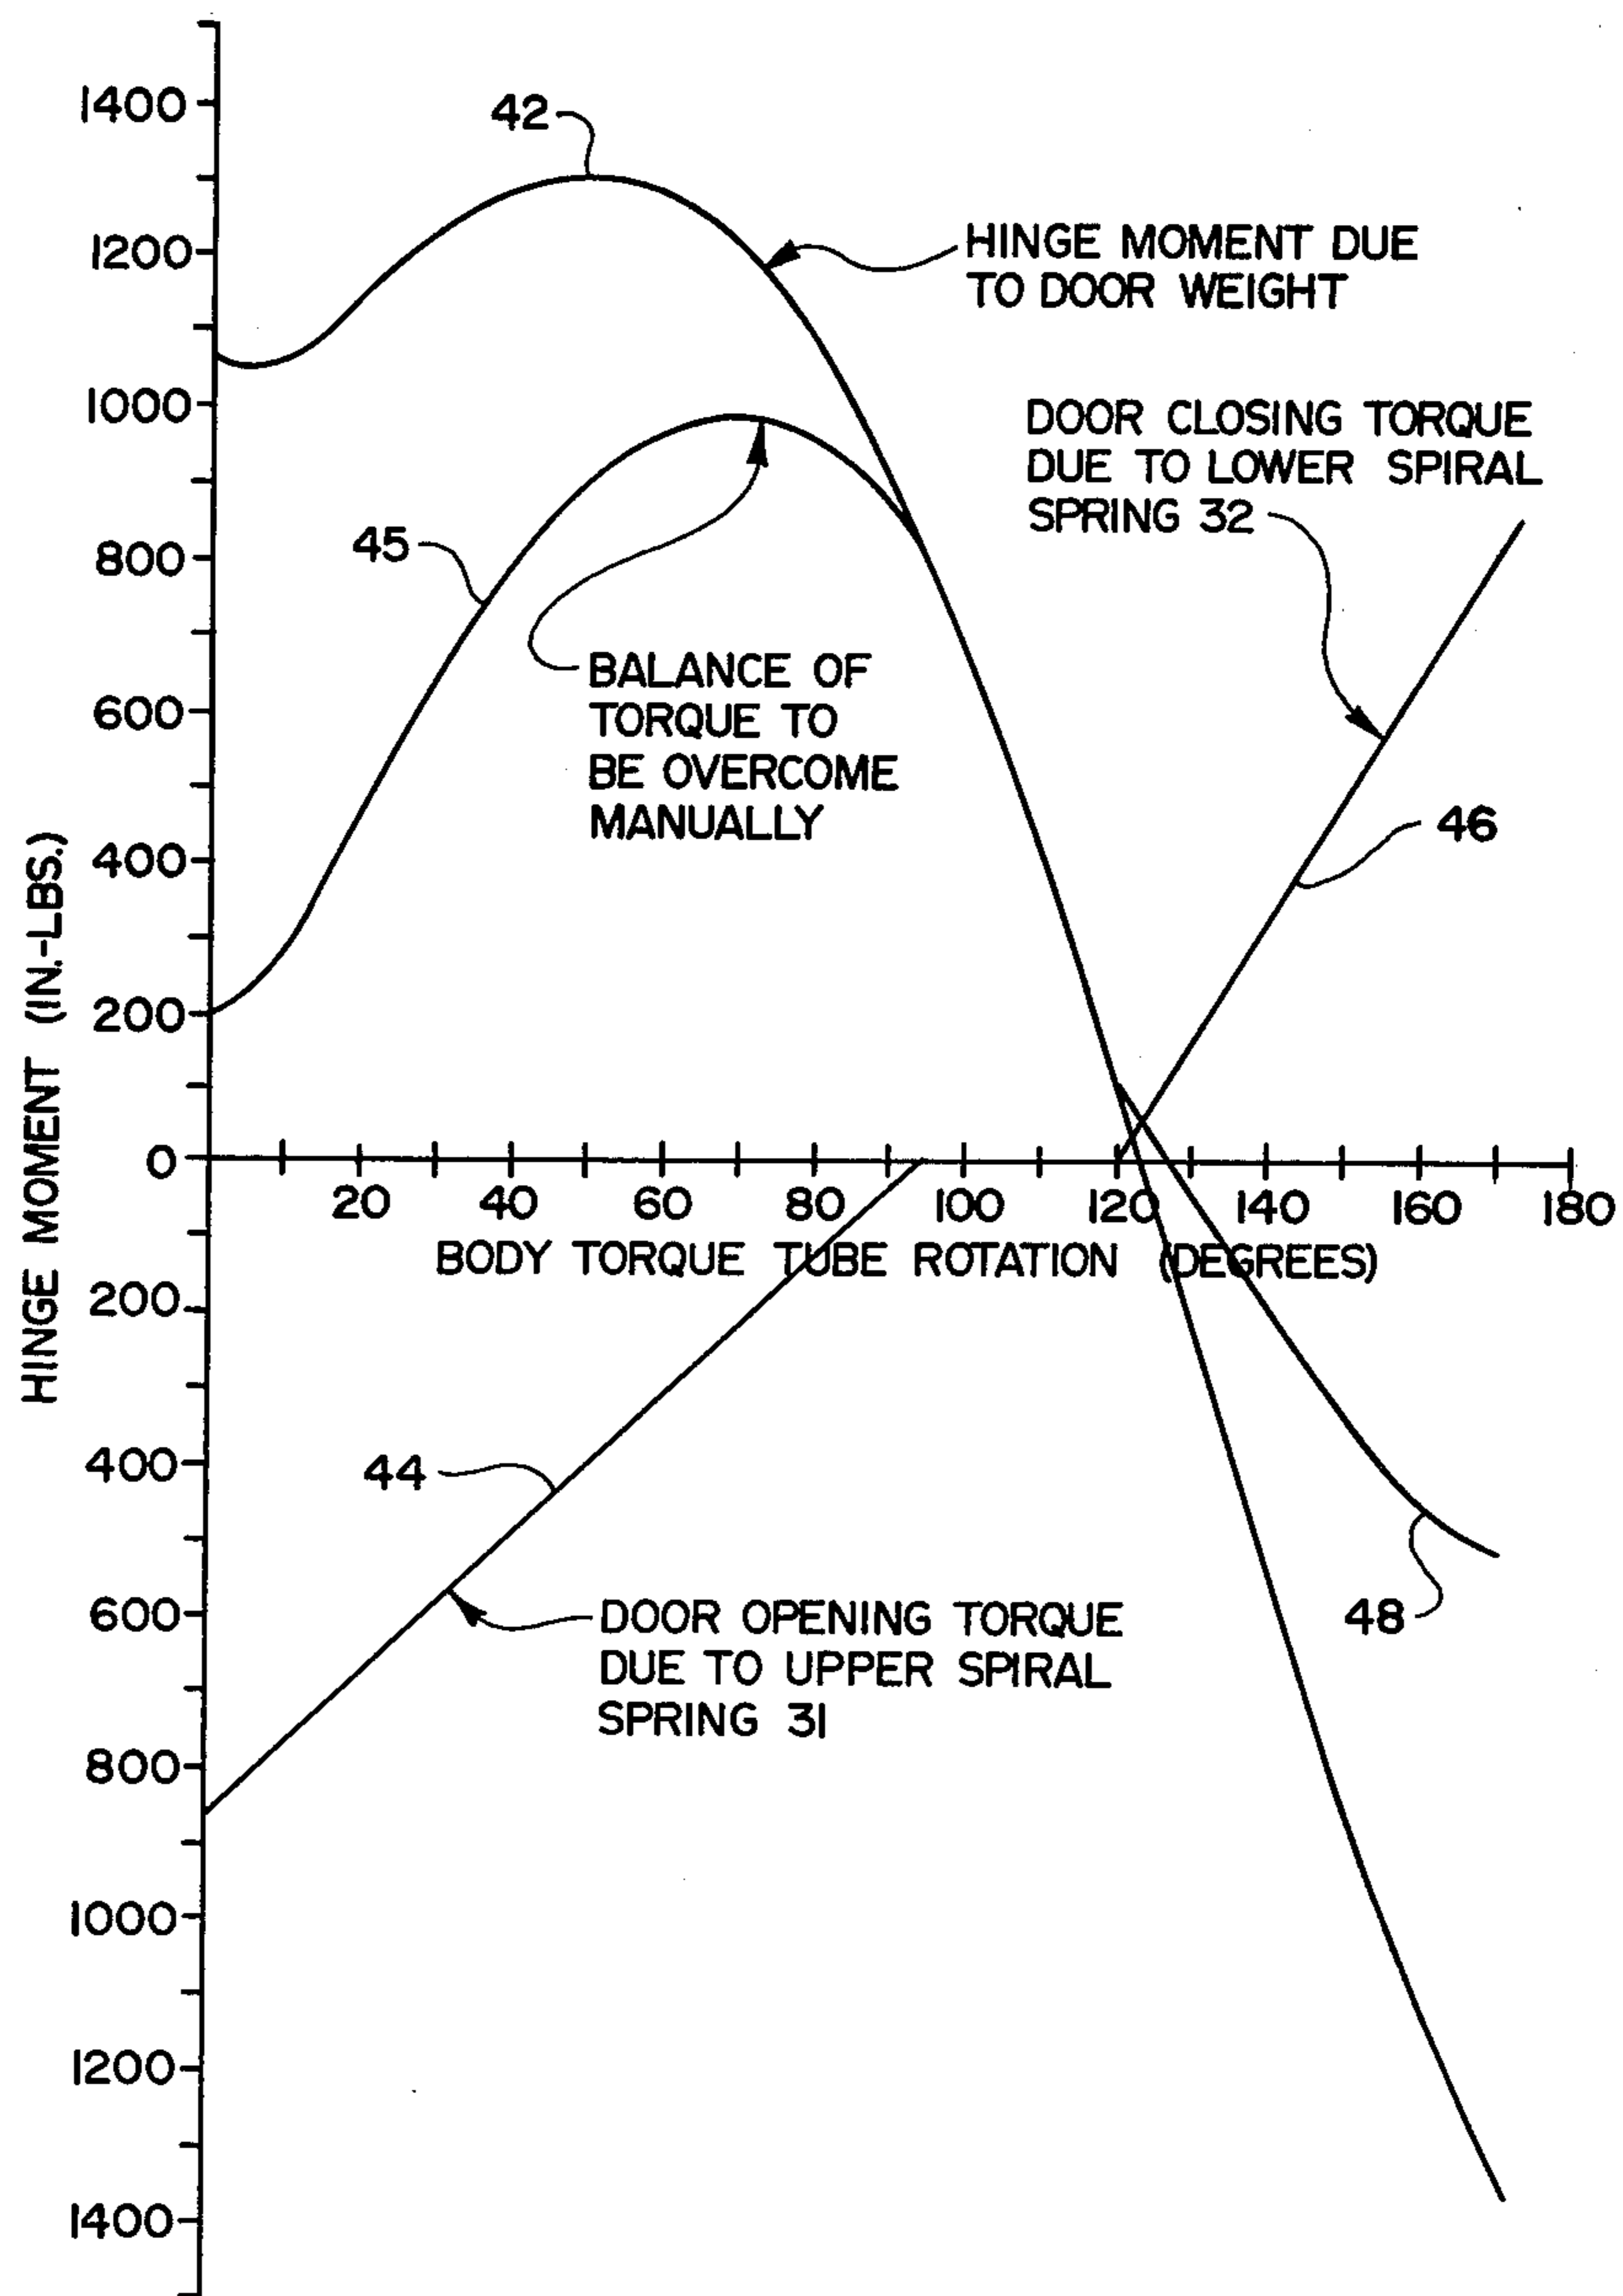 1400
42
1200
HINGE MOMENT DUE
TO DOOR WEIGHT
1000
DOOR CLOSING TORQUE
DUE TO LOWER SPIRAL
SPRING 32
45
800
BALANCE OF
TORQUE TO
BE OVERCOME
MANUALLY
600
46
400
HINGE MOMENT (IN.-LBS.)
200
0
20 40 60 80 100 120 140 160 180
BODY TORQUE TUBE ROTATION (DEGREES)
200
400
44
600
DOOR OPENING TORQUE
DUE TO UPPER SPIRAL
SPRING 31
48
800
1000
1200
1400